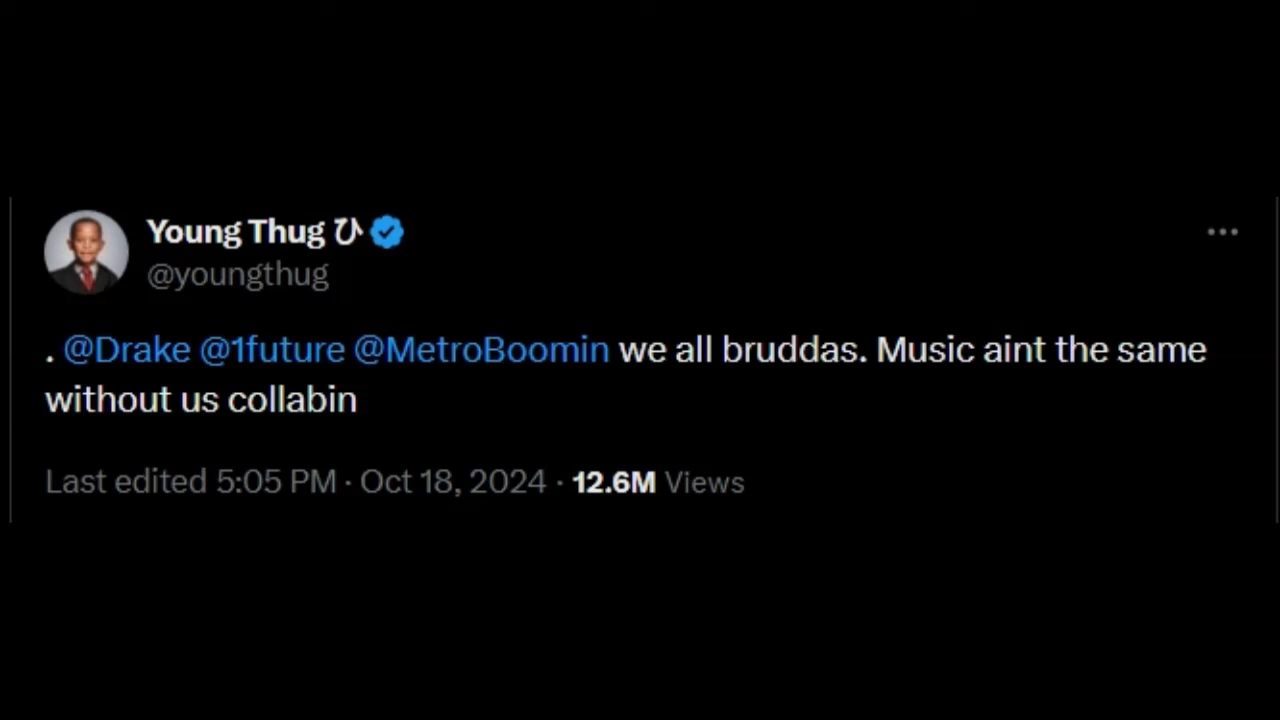 Young Thug ひ
@youngthug
. @Drake @1future @MetroBoomin we all bruddas. Music aint the same
without us collabin
Last edited 5:05 PM · Oct 18, 2024 · 12.6M Views